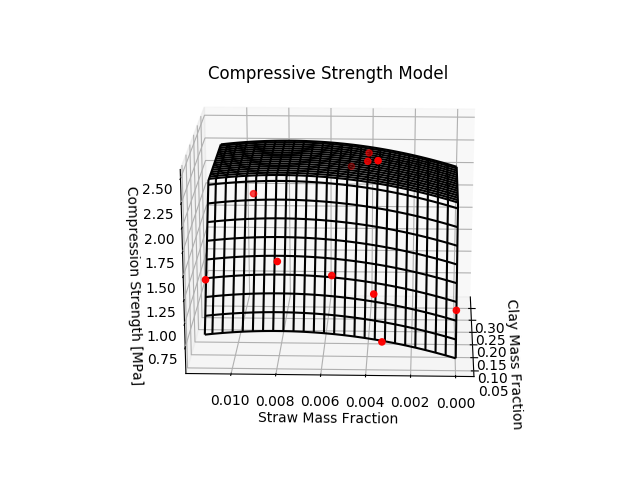 Compressive Strength Model
2.50
2.25
2.00
1.75
1.50
1.25
1.00
0.75
Compression Strength [MPa]
0.010 0.008 0.006 0.004 0.002 0.000
Straw Mass Fraction
0.30
0.25
0.20
0.15
0.10
0.05
Clay Mass Fraction